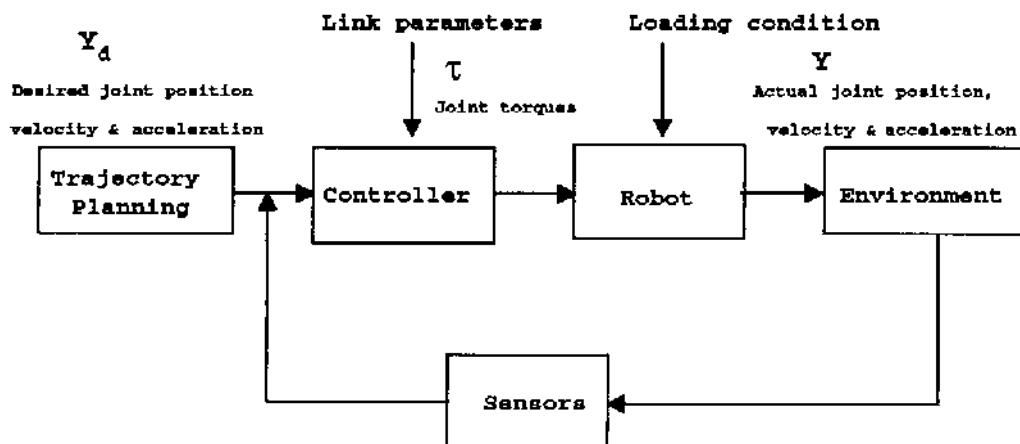 Link parameters
Loading condition
Y_d
τ
Y
Desired joint position
velocity & acceleration
Joint torques
Actual joint position,
velocity & acceleration
Trajectory
Planning
Controller
Robot
Environment
Sensors